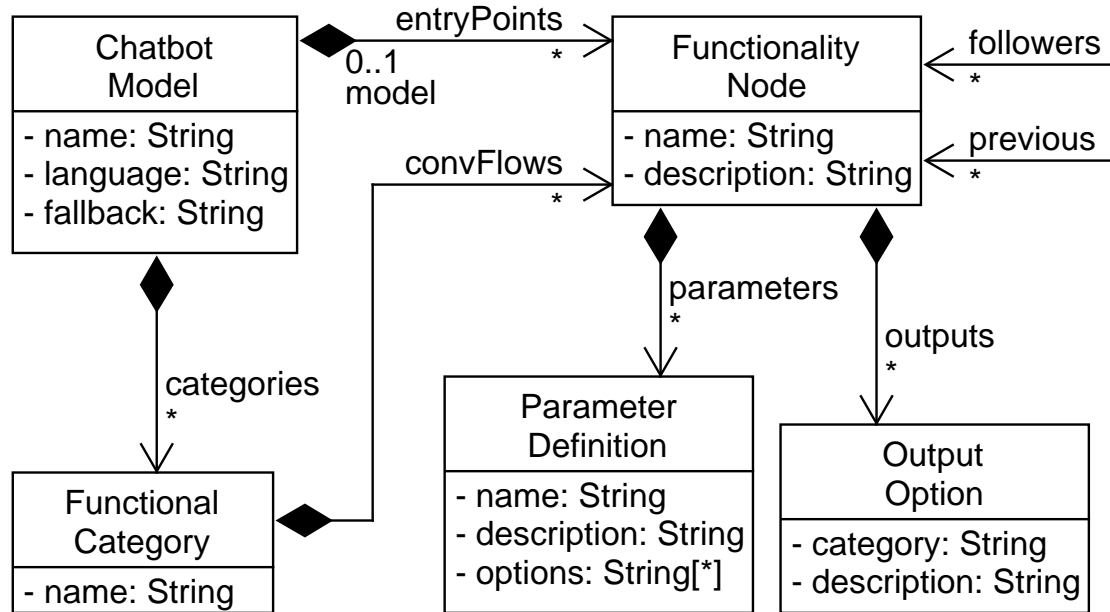 Chatbot
Model
- name: String
- language: String
- fallback: String
entryPoints
*
0..1
model
Functionality
Node
- name: String
- description: String
followers
*
previous
*
convFlows
*
categories
*
parameters
*
outputs
*
Functional
Category
- name: String
Parameter
Definition
- name: String
- description: String
- options: String[*]
Output
Option
- category: String
- description: String